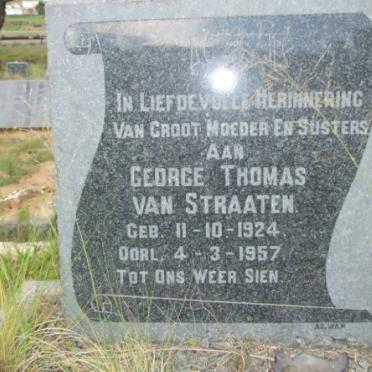 IN LIEFDEVOLLE HERINNERING
VAN GROOT MOEDER EN SUSTERS
AAN
GEORGE THOMAS
VAN STRAATEN.
GEB. 11-10-1924.
OORL. 4-3-1957.
TOT ONS WEER SIEN.